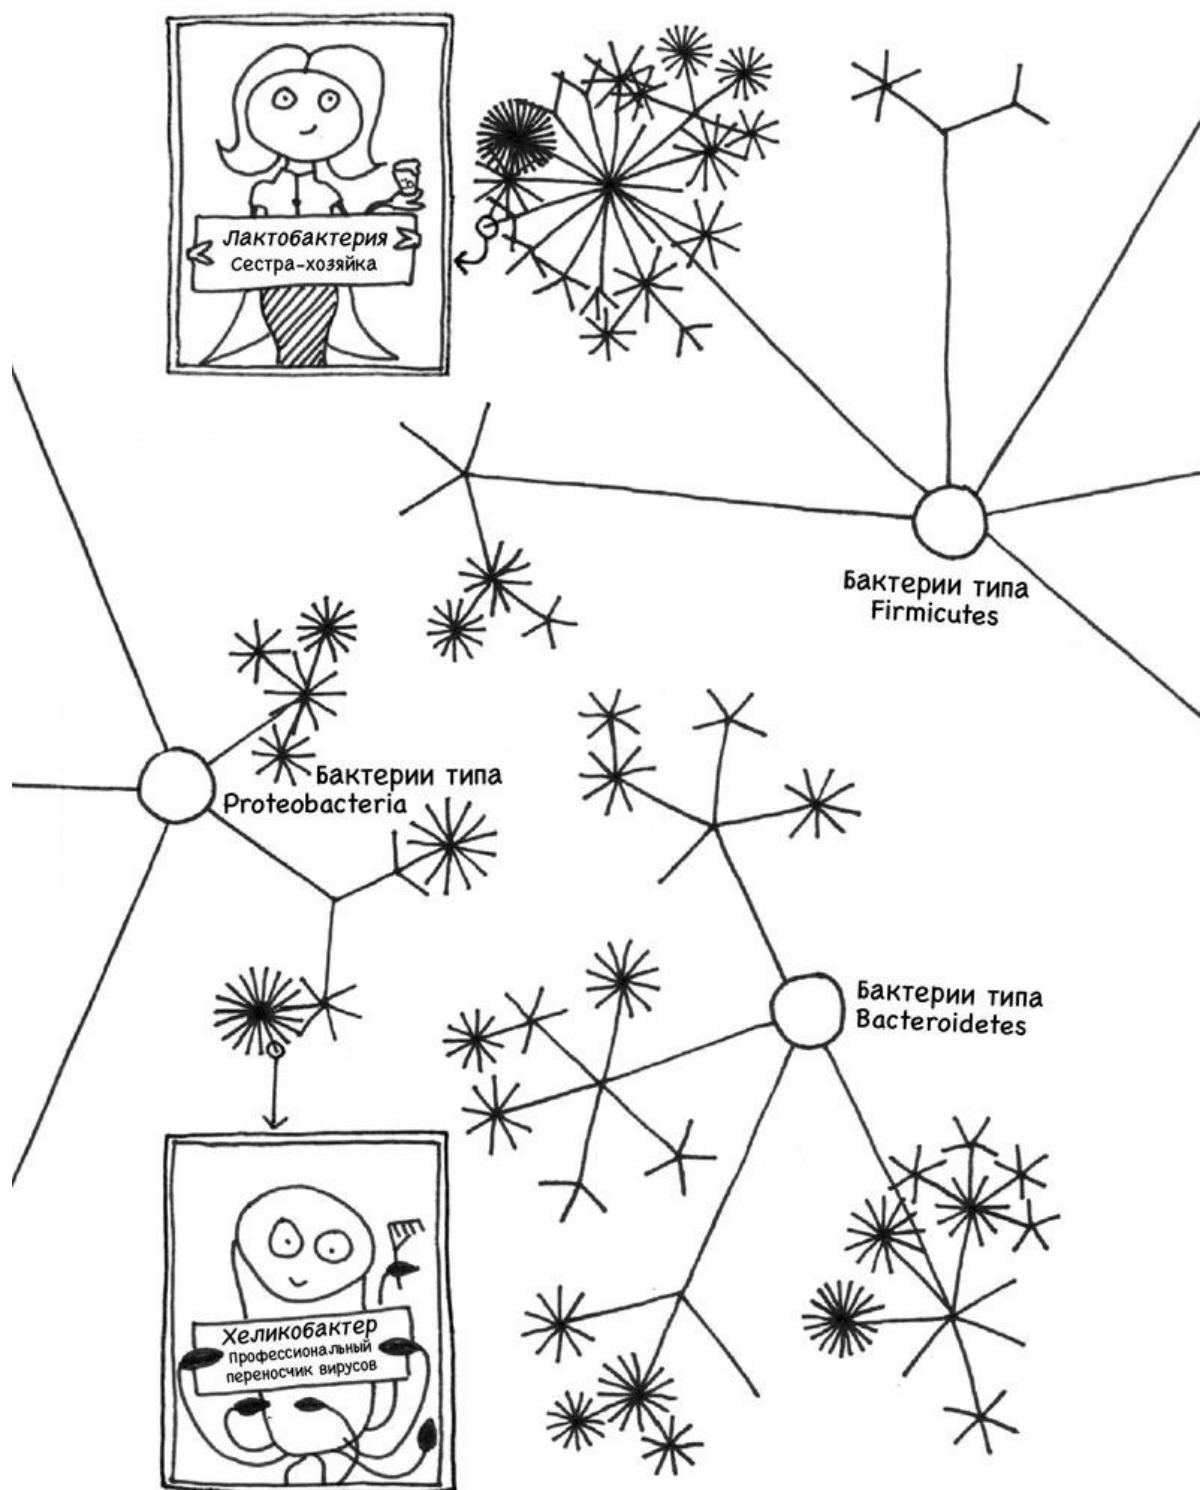 Лактобактерия
Сестра-хозяйка
Бактерии типа
Firmicutes
Бактерии типа
Proteobacteria
Бактерии типа
Bacteroidetes
Хеликобактер
Профессиональный
переносчик вирусов